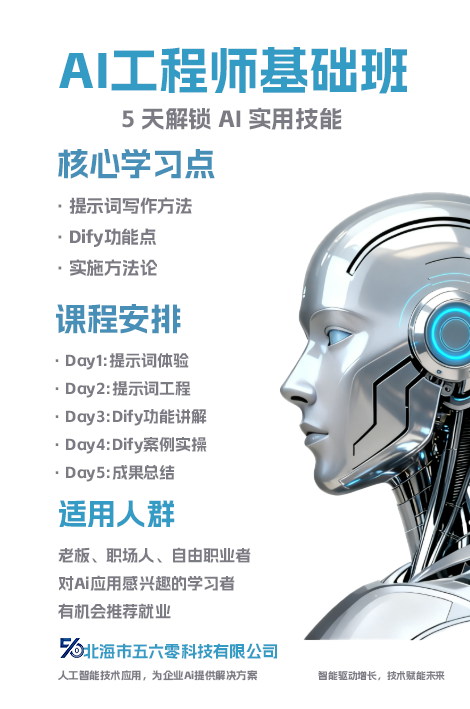 AI工程师基础班
5 天解锁 AI 实用技能
核心学习点
· 提示词写作方法
· Dify功能点
· 实施方法论
课程安排
· Day1:提示词体验
· Day2:提示词工程
· Day3:Dify功能讲解
· Day4:Dify案例实操
· Day5:成果总结
适用人群
老板、职场人、自由职业者
对Ai应用感兴趣的学习者
有机会推荐就业
560北海市五六零科技有限公司
人工智能技术应用，为企业Ai提供解决方案
智能驱动增长，技术赋能未来